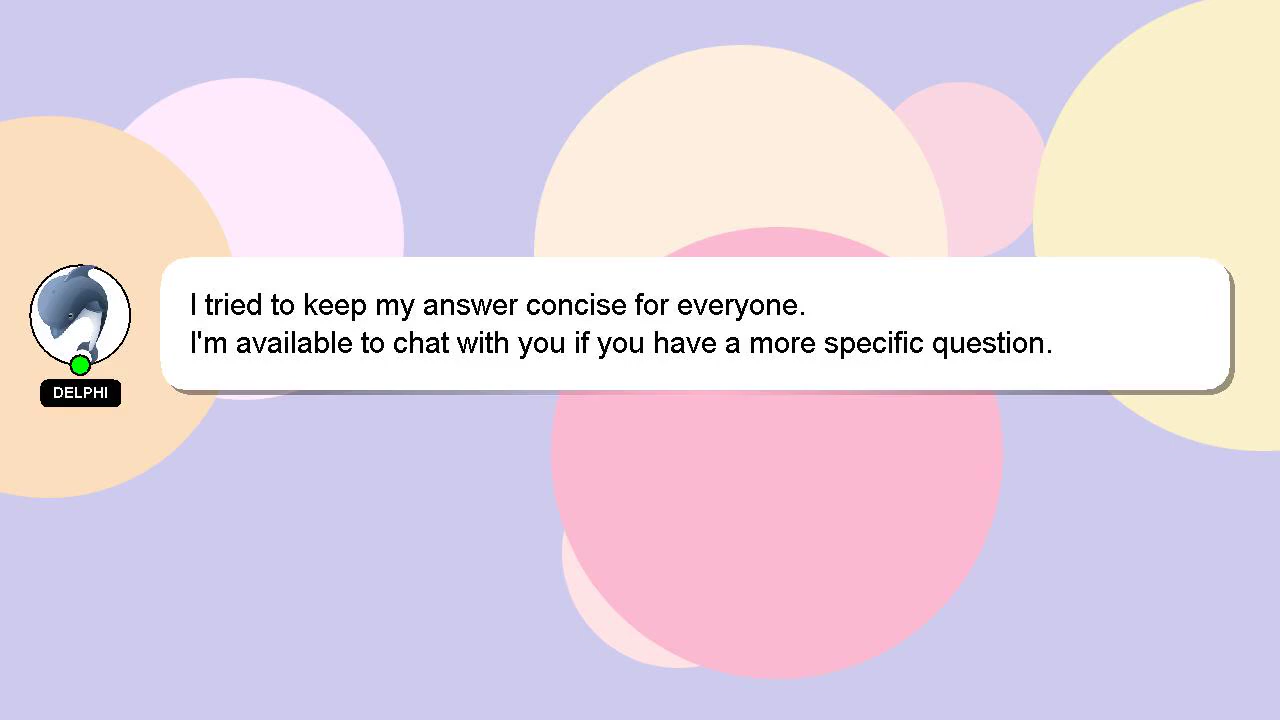 I tried to keep my answer concise for everyone.
I'm available to chat with you if you have a more specific question.
DELPHI